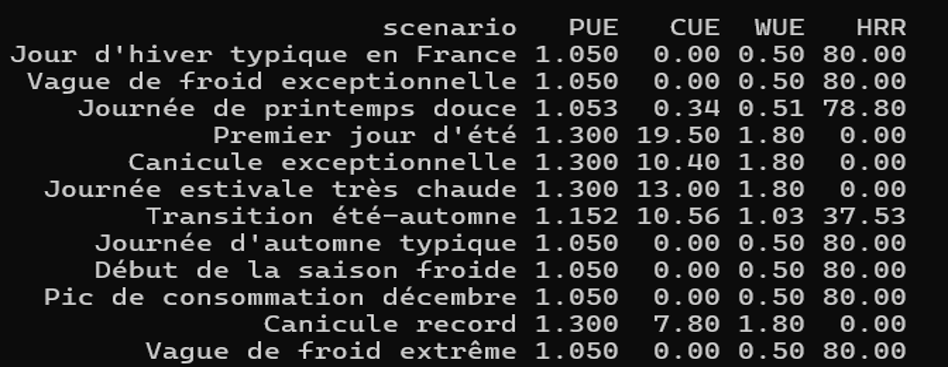 scenario PUE CUE WUE HRR
Jour d'hiver typique en France 1.050 0.00 0.50 80.00
Vague de froid exceptionnelle 1.050 0.00 0.50 80.00
Journée de printemps douce 1.053 0.34 0.51 78.80
Premier jour d'été 1.300 19.50 1.80 0.00
Canicule exceptionnelle 1.300 10.40 1.80 0.00
Journée estivale très chaude 1.300 13.00 1.80 0.00
Transition été-automne 1.152 10.56 1.03 37.53
Journée d'automne typique 1.050 0.00 0.50 80.00
Début de la saison froide 1.050 0.00 0.50 80.00
Pic de consommation décembre 1.050 0.00 0.50 80.00
Canicule record 1.300 7.80 1.80 0.00
Vague de froid extrême 1.050 0.00 0.50 80.00